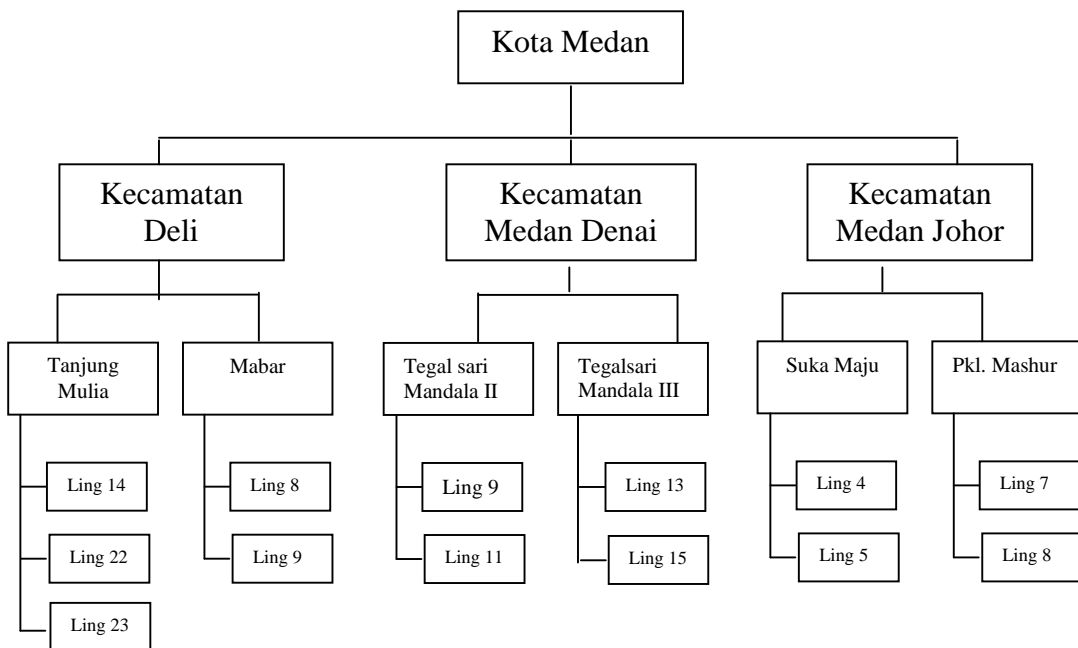 Kota Medan
Kecamatan
Deli
Kecamatan
Medan Denai
Kecamatan
Medan Johor
Tanjung
Mulia
Mabar
Tegal sari
Mandala II
Tegalsari
Mandala III
Suka Maju
Pkl. Mashur
Ling 14
Ling 8
Ling 9
Ling 13
Ling 4
Ling 7
Ling 22
Ling 9
Ling 11
Ling 15
Ling 5
Ling 8
Ling 23